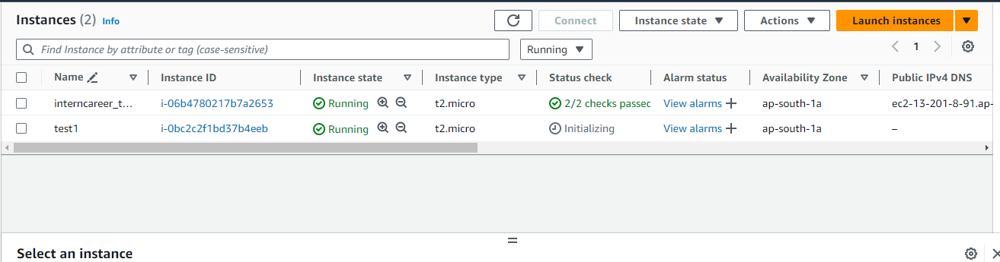 Instances (2) Info Connect Instance state Actions Launch instances
Find Instance by attribute or tag (case-sensitive) Running 1
Name Instance ID Instance state Instance type Status check Alarm status Availability Zone Public IPv4 DNS
interncareer_t... i-06b4780217b7a2653 Running t2.micro 2/2 checks passed View alarms + ap-south-1a ec2-13-201-8-91.ap-
test1 i-0bc2c2f1bd37b4eeb Running t2.micro Initializing View alarms + ap-south-1a –
Select an instance